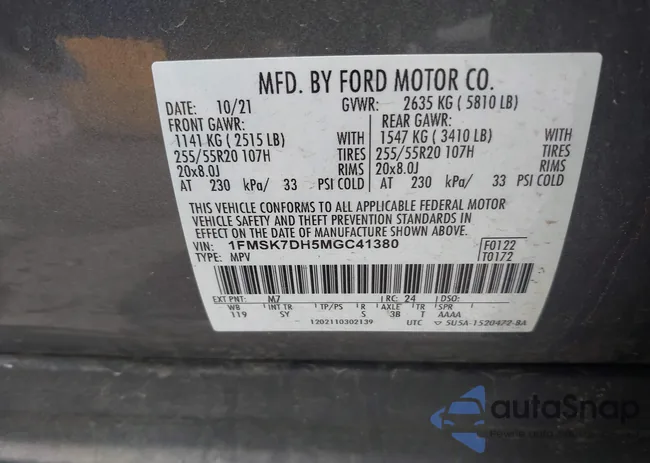 MFD. BY FORD MOTOR CO.
DATE: 10/21 GVWR: 2635 KG ( 5810 LB)
FRONT GAWR: REAR GAWR:
1141 KG ( 2515 LB) WITH 1547 KG ( 3410 LB) WITH
255/55R20 107H TIRES 255/55R20 107H TIRES
20x8.0J RIMS 20x8.0J RIMS
AT 230 kPa/ 33 PSI COLD AT 230 kPa/ 33 PSI COLD
THIS VEHICLE CONFORMS TO ALL APPLICABLE FEDERAL MOTOR
VEHICLE SAFETY AND THEFT PREVENTION STANDARDS IN
EFFECT ON THE DATE OF MANUFACTURE SHOWN ABOVE.
VIN: 1FMSK7DH5MGC41380 F0122
TYPE: MPV T0172
EXT PNT: M7 RC: 24 DSO:
WB INT TR TP/PS R AXLE TR SPR
119 SY S 3B T AAAA
1202110302139 UTC 5U5A-1520472-BA
autoSnap